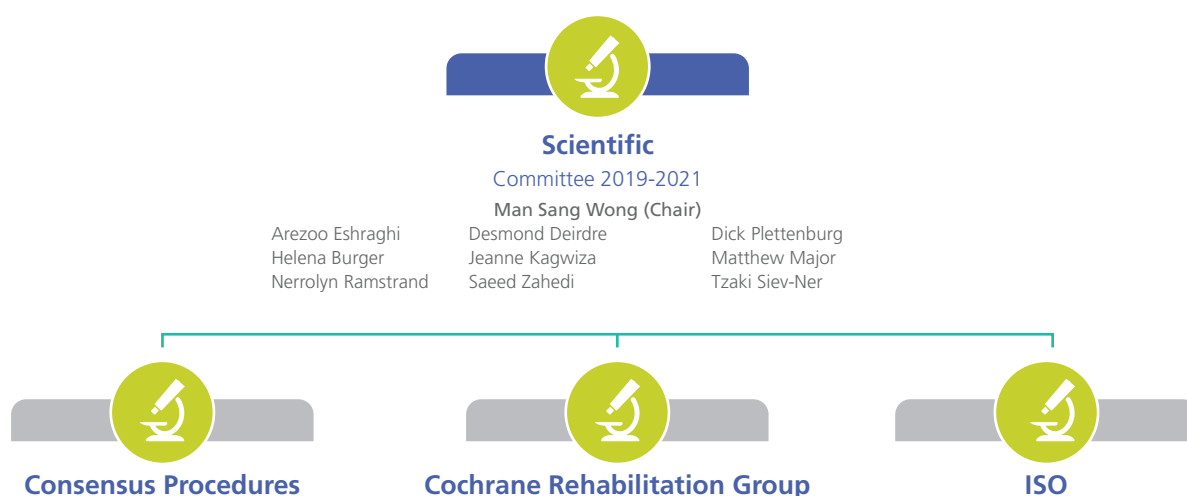 Scientific
Committee 2019-2021
Man Sang Wong (Chair)
Arezoo Eshraghi Desmond Deirdre Dick Plettenburg
Helena Burger Jeanne Kagwiza Matthew Major
Nerrolyn Ramstrand Saeed Zahedi Tzaki Siev-Ner
Consensus Procedures Cochrane Rehabilitation Group ISO